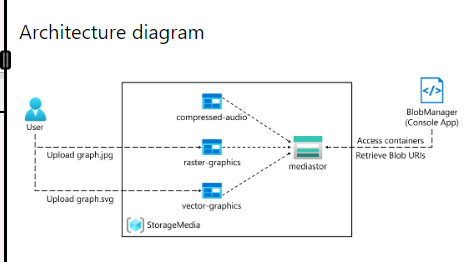 Architecture diagram
compressed-audio
BlobManager
(Console App)
User
Access containers
Upload graph.jpg
raster-graphics
mediastor
Retrieve Blob URIs
Upload graph.svg
vector-graphics
StorageMedia